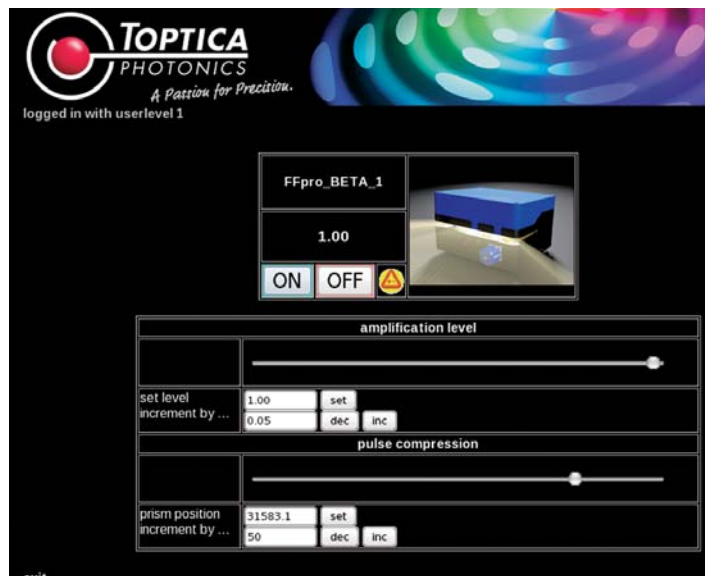 TOPTICA
PHOTONICS
A Passion for Precision.
logged in with userlevel 1
FFpro_BETA_1
1.00
ON OFF
amplification level
set level 1.00 set
increment by ... 0.05 dec inc
pulse compression
prism position 31583.1 set
increment by ... 50 dec inc